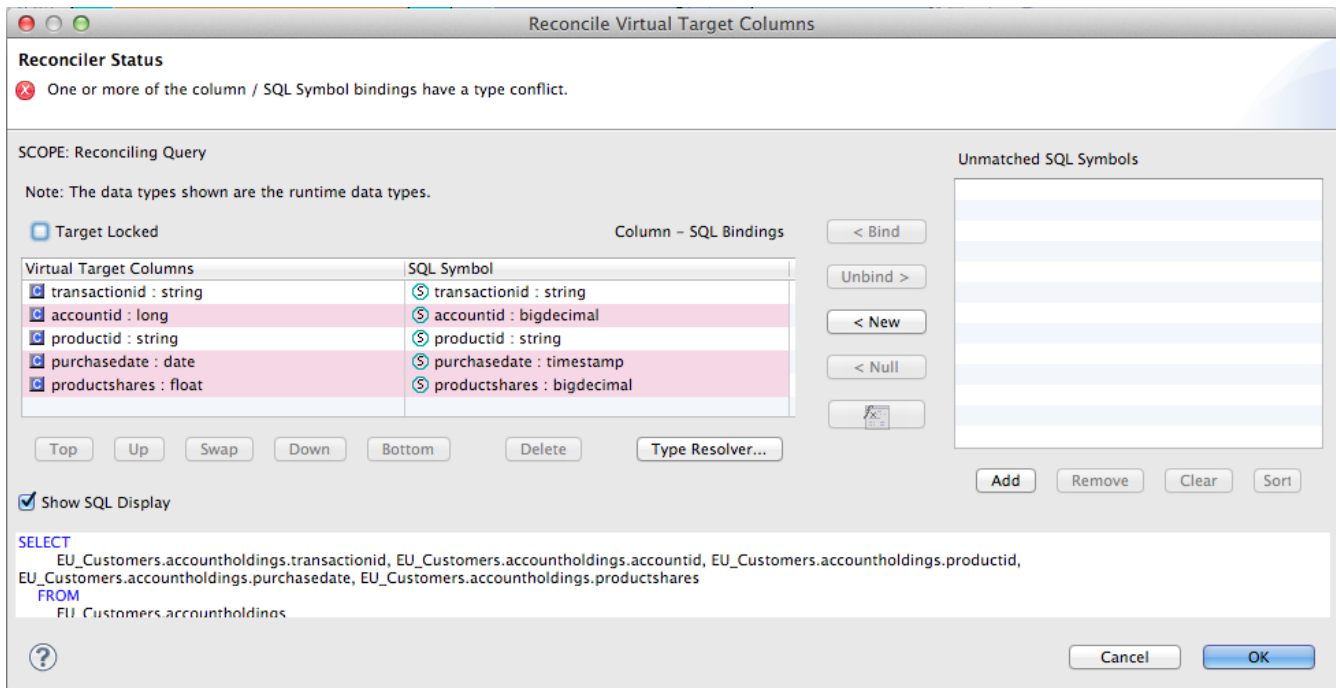 Reconcile Virtual Target Columns
Reconciler Status
One or more of the column / SQL Symbol bindings have a type conflict.
SCOPE: Reconciling Query
Unmatched SQL Symbols
Note: The data types shown are the runtime data types.
Target Locked
Column – SQL Bindings
< Bind
Virtual Target Columns
SQL Symbol
Unbind >
C transactionid : string
S transactionid : string
C accountid : long
S accountid : bigdecimal
< New
C productid : string
S productid : string
C purchasedate : date
S purchasedate : timestamp
< Null
C productshares : float
S productshares : bigdecimal
fx
Top
Up
Swap
Down
Bottom
Delete
Type Resolver...
Add
Remove
Clear
Sort
Show SQL Display
SELECT
EU_Customers.accountholdings.transactionid, EU_Customers.accountholdings.accountid, EU_Customers.accountholdings.productid,
EU_Customers.accountholdings.purchasedate, EU_Customers.accountholdings.productshares
FROM
EU_Customers.accountholdings
?
Cancel
OK